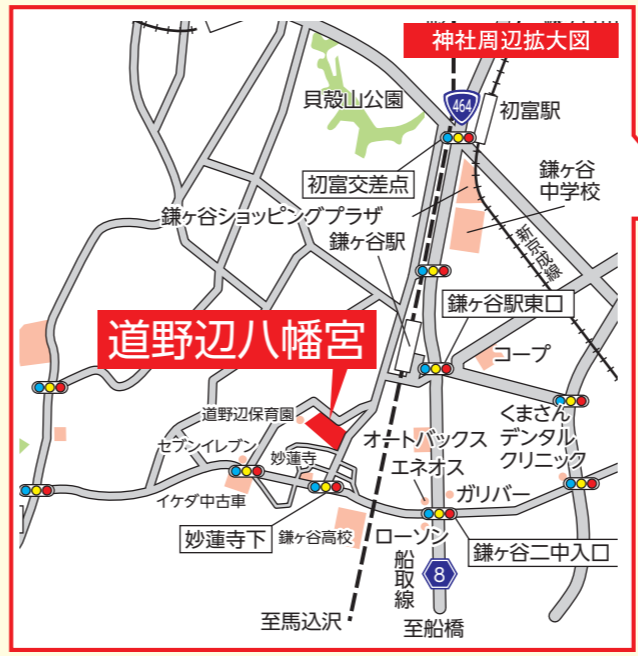 神社周辺拡大図
貝殻山公園
464
初富駅
初富交差点
鎌ヶ谷
中学校
鎌ヶ谷ショッピングプラザ
鎌ヶ谷駅
新京成線
鎌ヶ谷駅東口
道野辺八幡宮
コープ
道野辺保育園
オートバックス
くまさん
デンタル
クリニック
セブンイレブン
妙蓮寺
エネオス
ガリバー
イケダ中古車
妙蓮寺下
鎌ヶ谷高校
ローソン
鎌ヶ谷二中入口
船取線
8
至馬込沢
至船橋